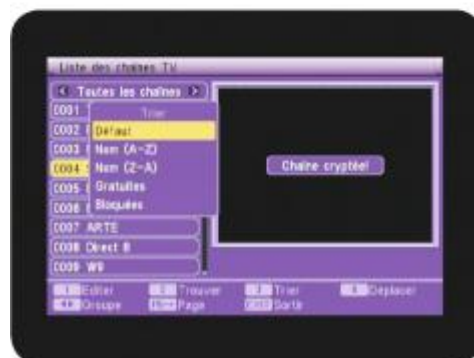 Liste des chaînes TV
Toutes les chaînes
0001
Trier
0002
Défaut
0003
Nom (A-Z)
0004
Nom (Z-A)
0005
Gratuites
0006
Bloquées
Chaîne cryptée!
0007 ARTE
0008 Direct 8
0009 W9
Editer
Trouver
Trier
Déplacer
Groupe
Page
Sortir